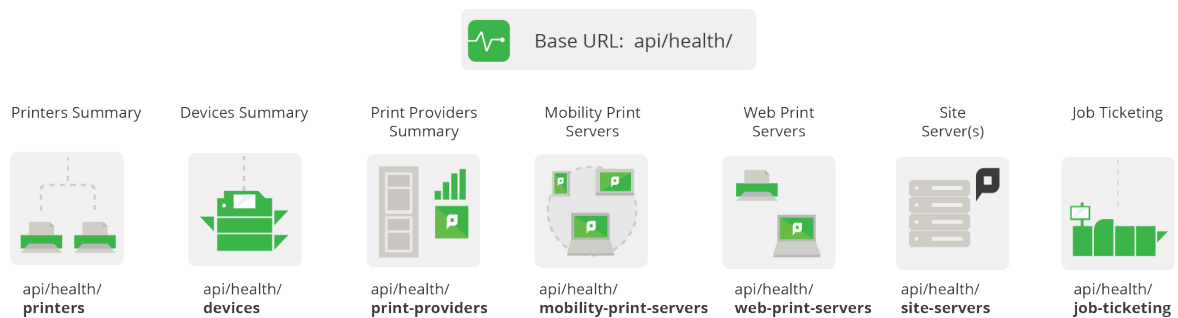 Base URL: api/health/
Printers Summary
Devices Summary
Print Providers
Summary
Mobility Print
Servers
Web Print
Servers
Site
Server(s)
Job Ticketing
api/health/
printers
api/health/
devices
api/health/
print-providers
api/health/
mobility-print-servers
api/health/
web-print-servers
api/health/
site-servers
api/health/
job-ticketing